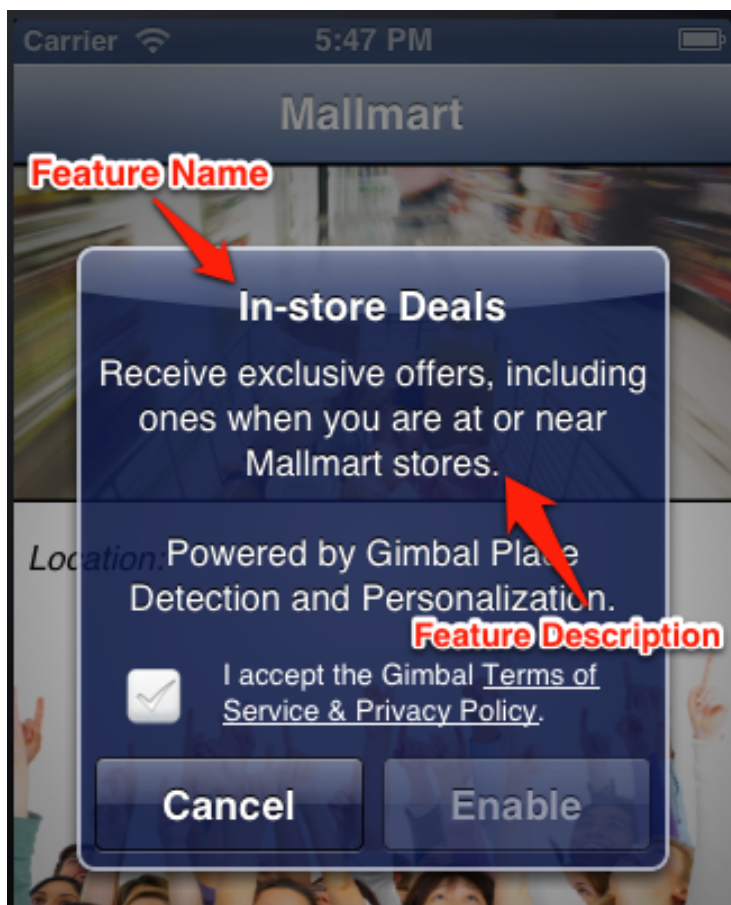 Carrier 5:47 PM
Mallmart
Feature Name
In-store Deals
Receive exclusive offers, including
ones when you are at or near
Mallmart stores.
Location:
Powered by Gimbal Place
Detection and Personalization.
Feature Description
I accept the Gimbal Terms of
Service & Privacy Policy.
Cancel Enable